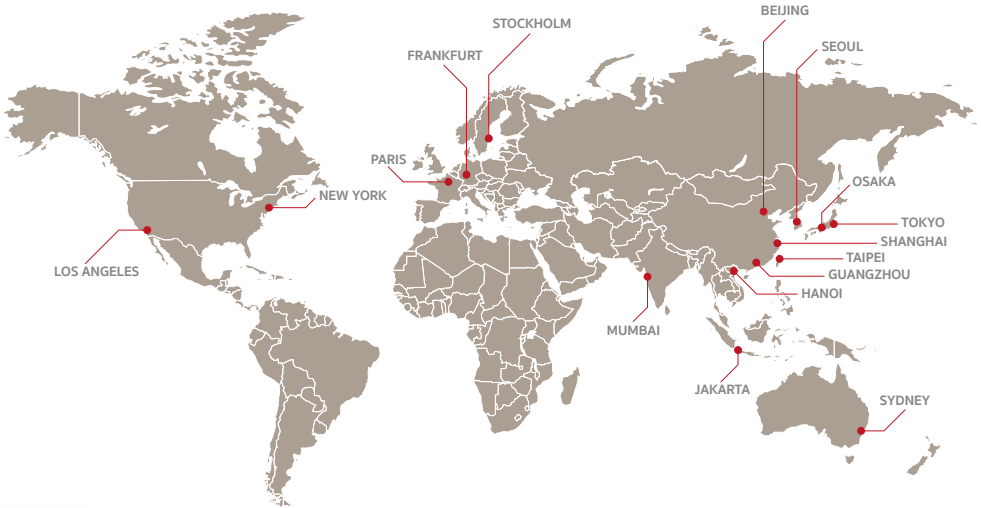 BEIJING
STOCKHOLM
SEOUL
FRANKFURT
PARIS
OSAKA
NEW YORK
TOKYO
SHANGHAI
TAIPEI
LOS ANGELES
GUANGZHOU
HANOI
MUMBAI
JAKARTA
SYDNEY